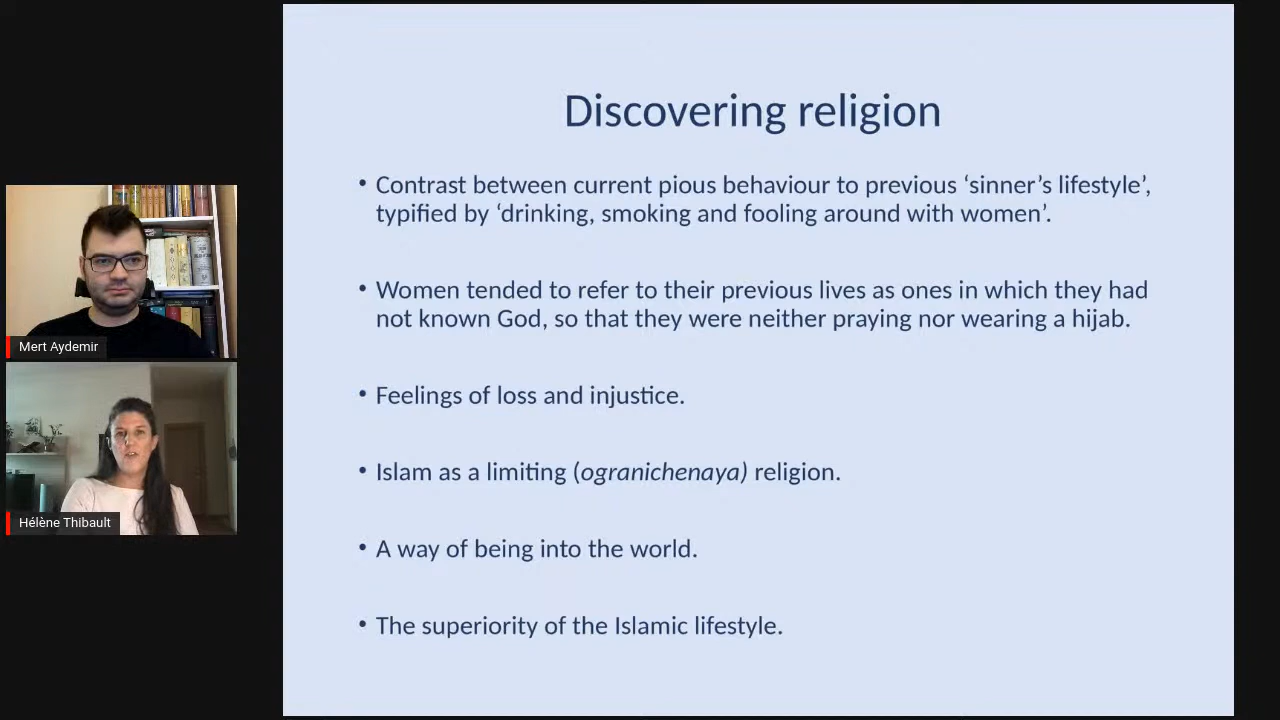 Discovering religion
• Contrast between current pious behaviour to previous ‘sinner’s lifestyle’,
typified by ‘drinking, smoking and fooling around with women’.
• Women tended to refer to their previous lives as ones in which they had
not known God, so that they were neither praying nor wearing a hijab.
• Feelings of loss and injustice.
• Islam as a limiting (ogranichenaya) religion.
• A way of being into the world.
• The superiority of the Islamic lifestyle.
Mert Aydemir
Hélène Thibault